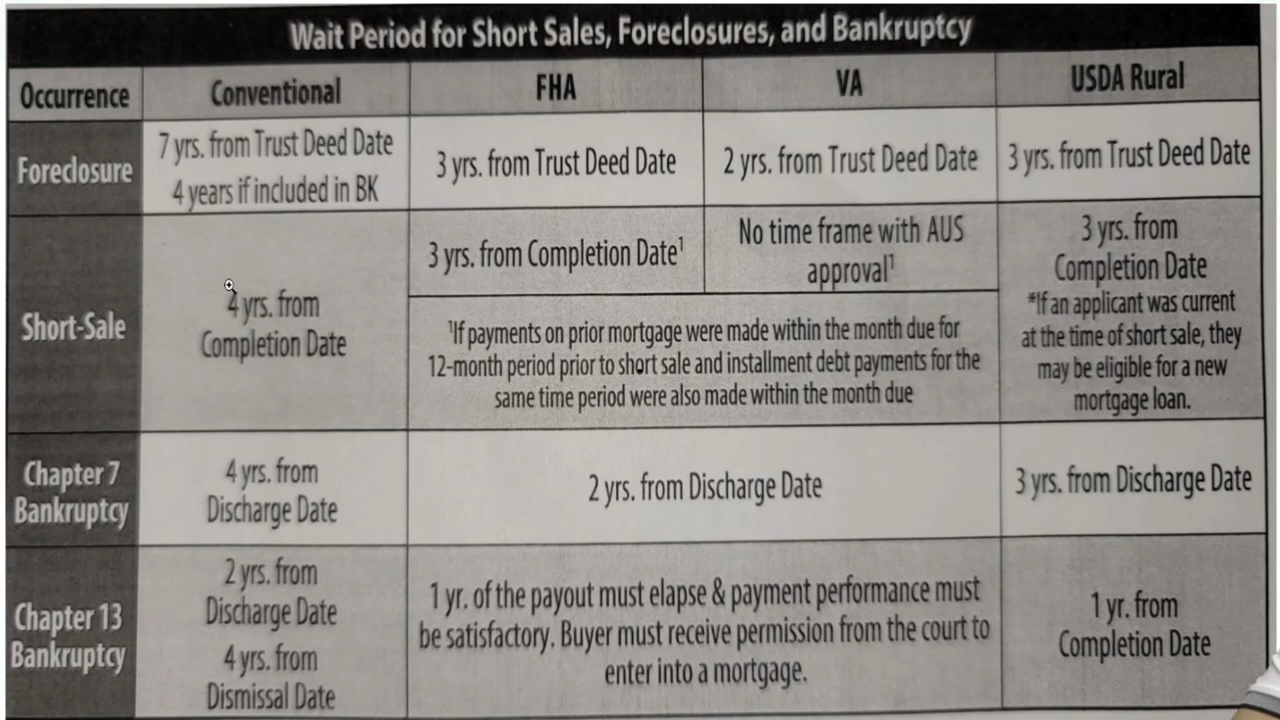 Wait Period for Short Sales, Foreclosures, and Bankruptcy
Occurrence
Conventional
FHA
VA
USDA Rural
Foreclosure
7 yrs. from Trust Deed Date
4 years if included in BK
3 yrs. from Trust Deed Date
2 yrs. from Trust Deed Date
3 yrs. from Trust Deed Date
Short-Sale
4 yrs. from
Completion Date
3 yrs. from Completion Date¹
No time frame with AUS
approval¹
¹If payments on prior mortgage were made within the month due for
12-month period prior to short sale and installment debt payments for the
same time period were also made within the month due
3 yrs. from
Completion Date
*If an applicant was current
at the time of short sale, they
may be eligible for a new
mortgage loan.
Chapter 7
Bankruptcy
4 yrs. from
Discharge Date
2 yrs. from Discharge Date
3 yrs. from Discharge Date
Chapter 13
Bankruptcy
2 yrs. from
Discharge Date
4 yrs. from
Dismissal Date
1 yr. of the payout must elapse & payment performance must
be satisfactory. Buyer must receive permission from the court to
enter into a mortgage.
1 yr. from
Completion Date